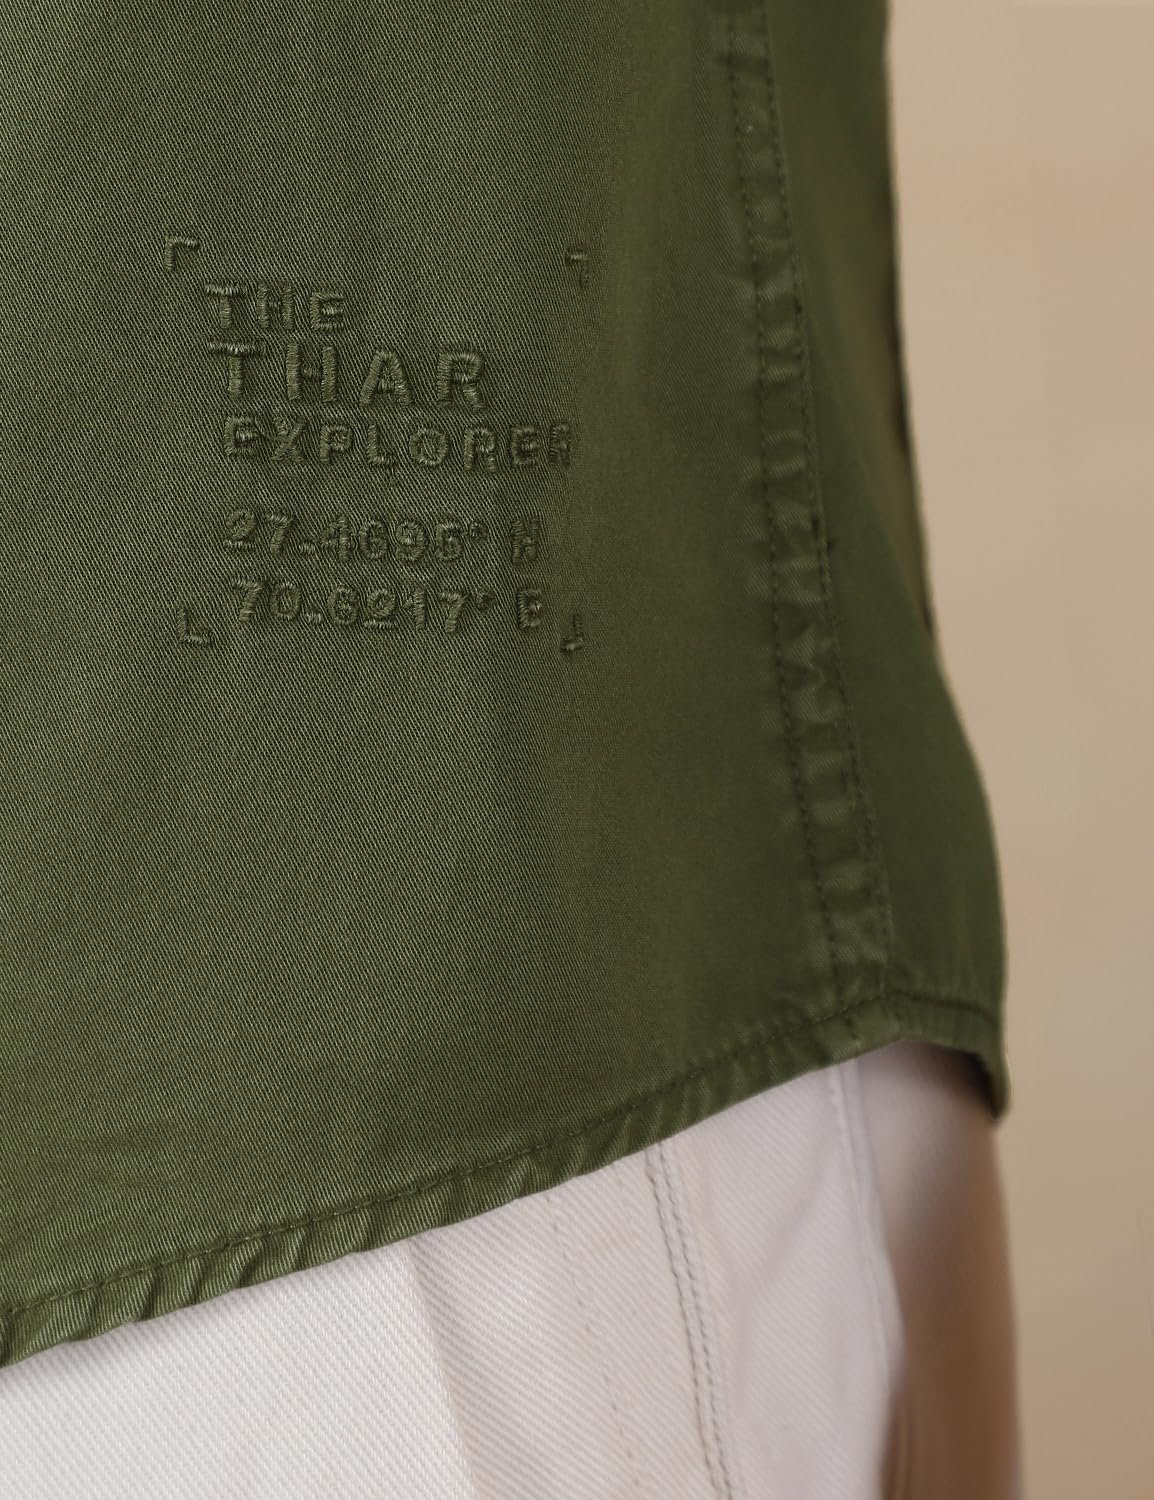 THE
THAR
EXPLORER
27.4695° N
70.6217° E